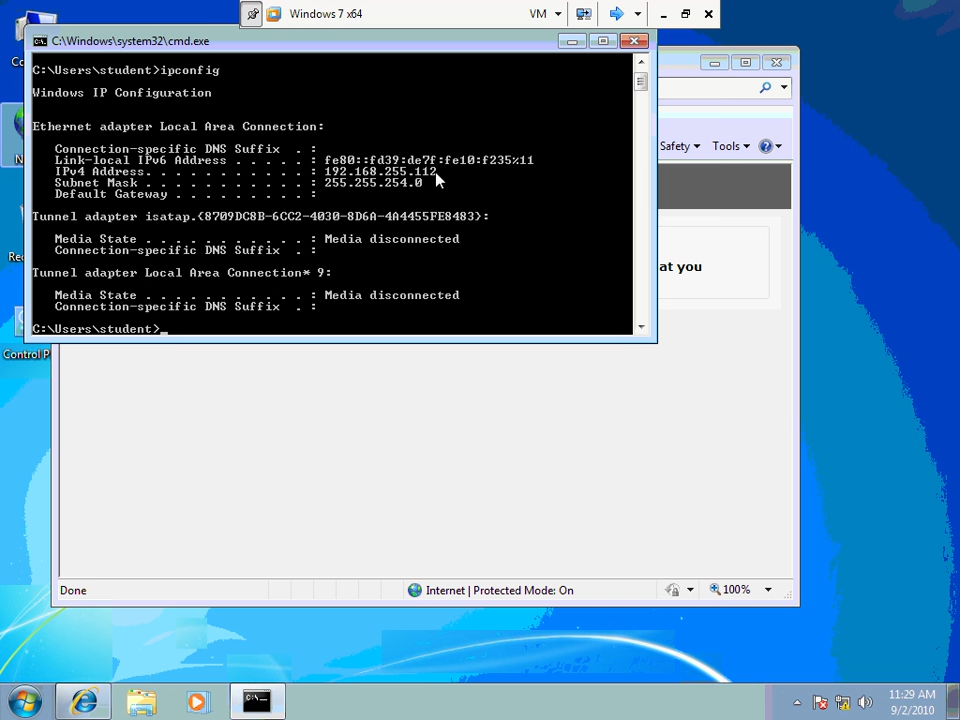 Windows 7 x64
VM
C:\Windows\system32\cmd.exe
C:\Users\student>ipconfig
Windows IP Configuration
Ethernet adapter Local Area Connection:
Connection-specific DNS Suffix . :
Link-local IPv6 Address . . . . . : fe80::fd39:de7f:fe10:f235%11
IPv4 Address. . . . . . . . . . . : 192.168.255.112
Subnet Mask . . . . . . . . . . . : 255.255.254.0
Default Gateway . . . . . . . . . :
Tunnel adapter isatap.{8709DC8B-6CC2-4030-8D6A-4A4455FE8483}:
Media State . . . . . . . . . . . : Media disconnected
Connection-specific DNS Suffix . :
Tunnel adapter Local Area Connection* 9:
Media State . . . . . . . . . . . : Media disconnected
Connection-specific DNS Suffix . :
C:\Users\student>_
Safety Tools
at you
Control P
Done
Internet | Protected Mode: On
100%
11:29 AM
9/2/2010